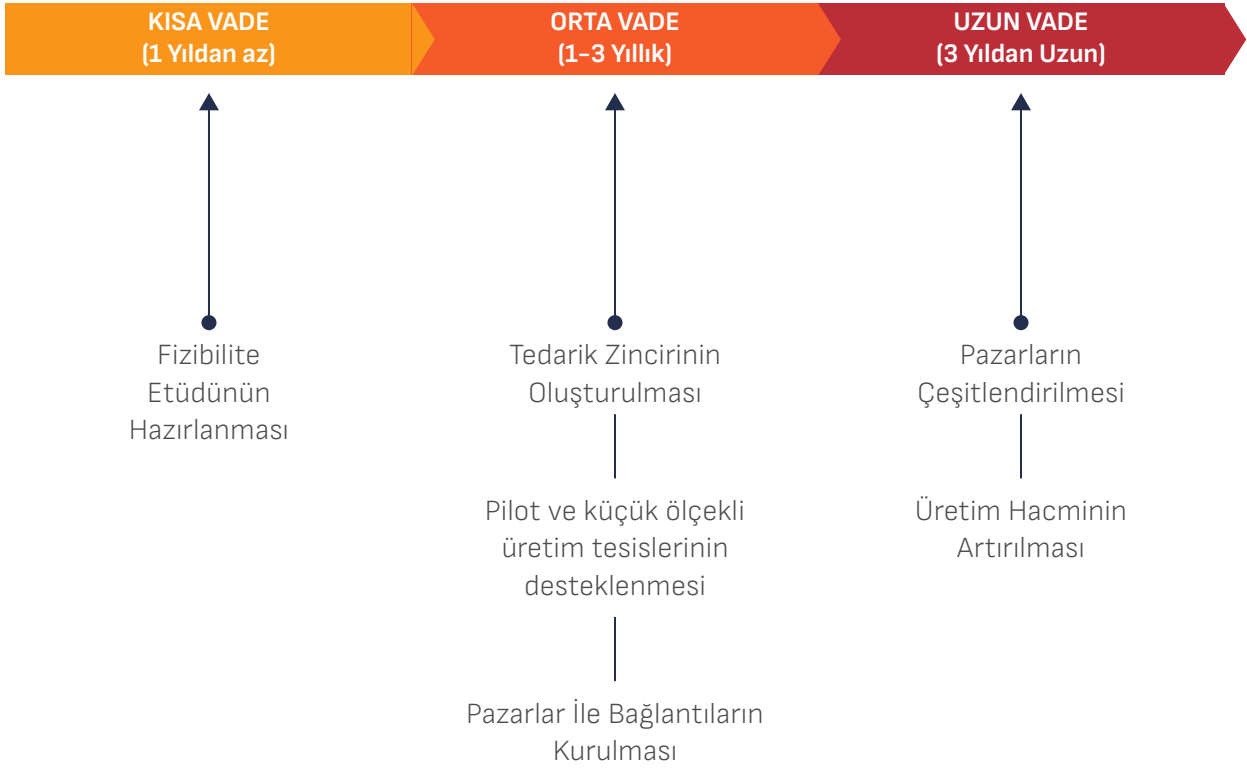 KISA VADE
(1 Yıldan az)
ORTA VADE
(1-3 Yıllık)
UZUN VADE
(3 Yıldan Uzun)
Fizibilite
Etüdünün
Hazırlanması
Tedarik Zincirinin
Oluşturulması
Pilot ve küçük ölçekli
üretim tesislerinin
desteklenmesi
Pazarlar İle Bağlantıların
Kurulması
Pazarların
Çeşitlendirilmesi
Üretim Hacminin
Artırılması